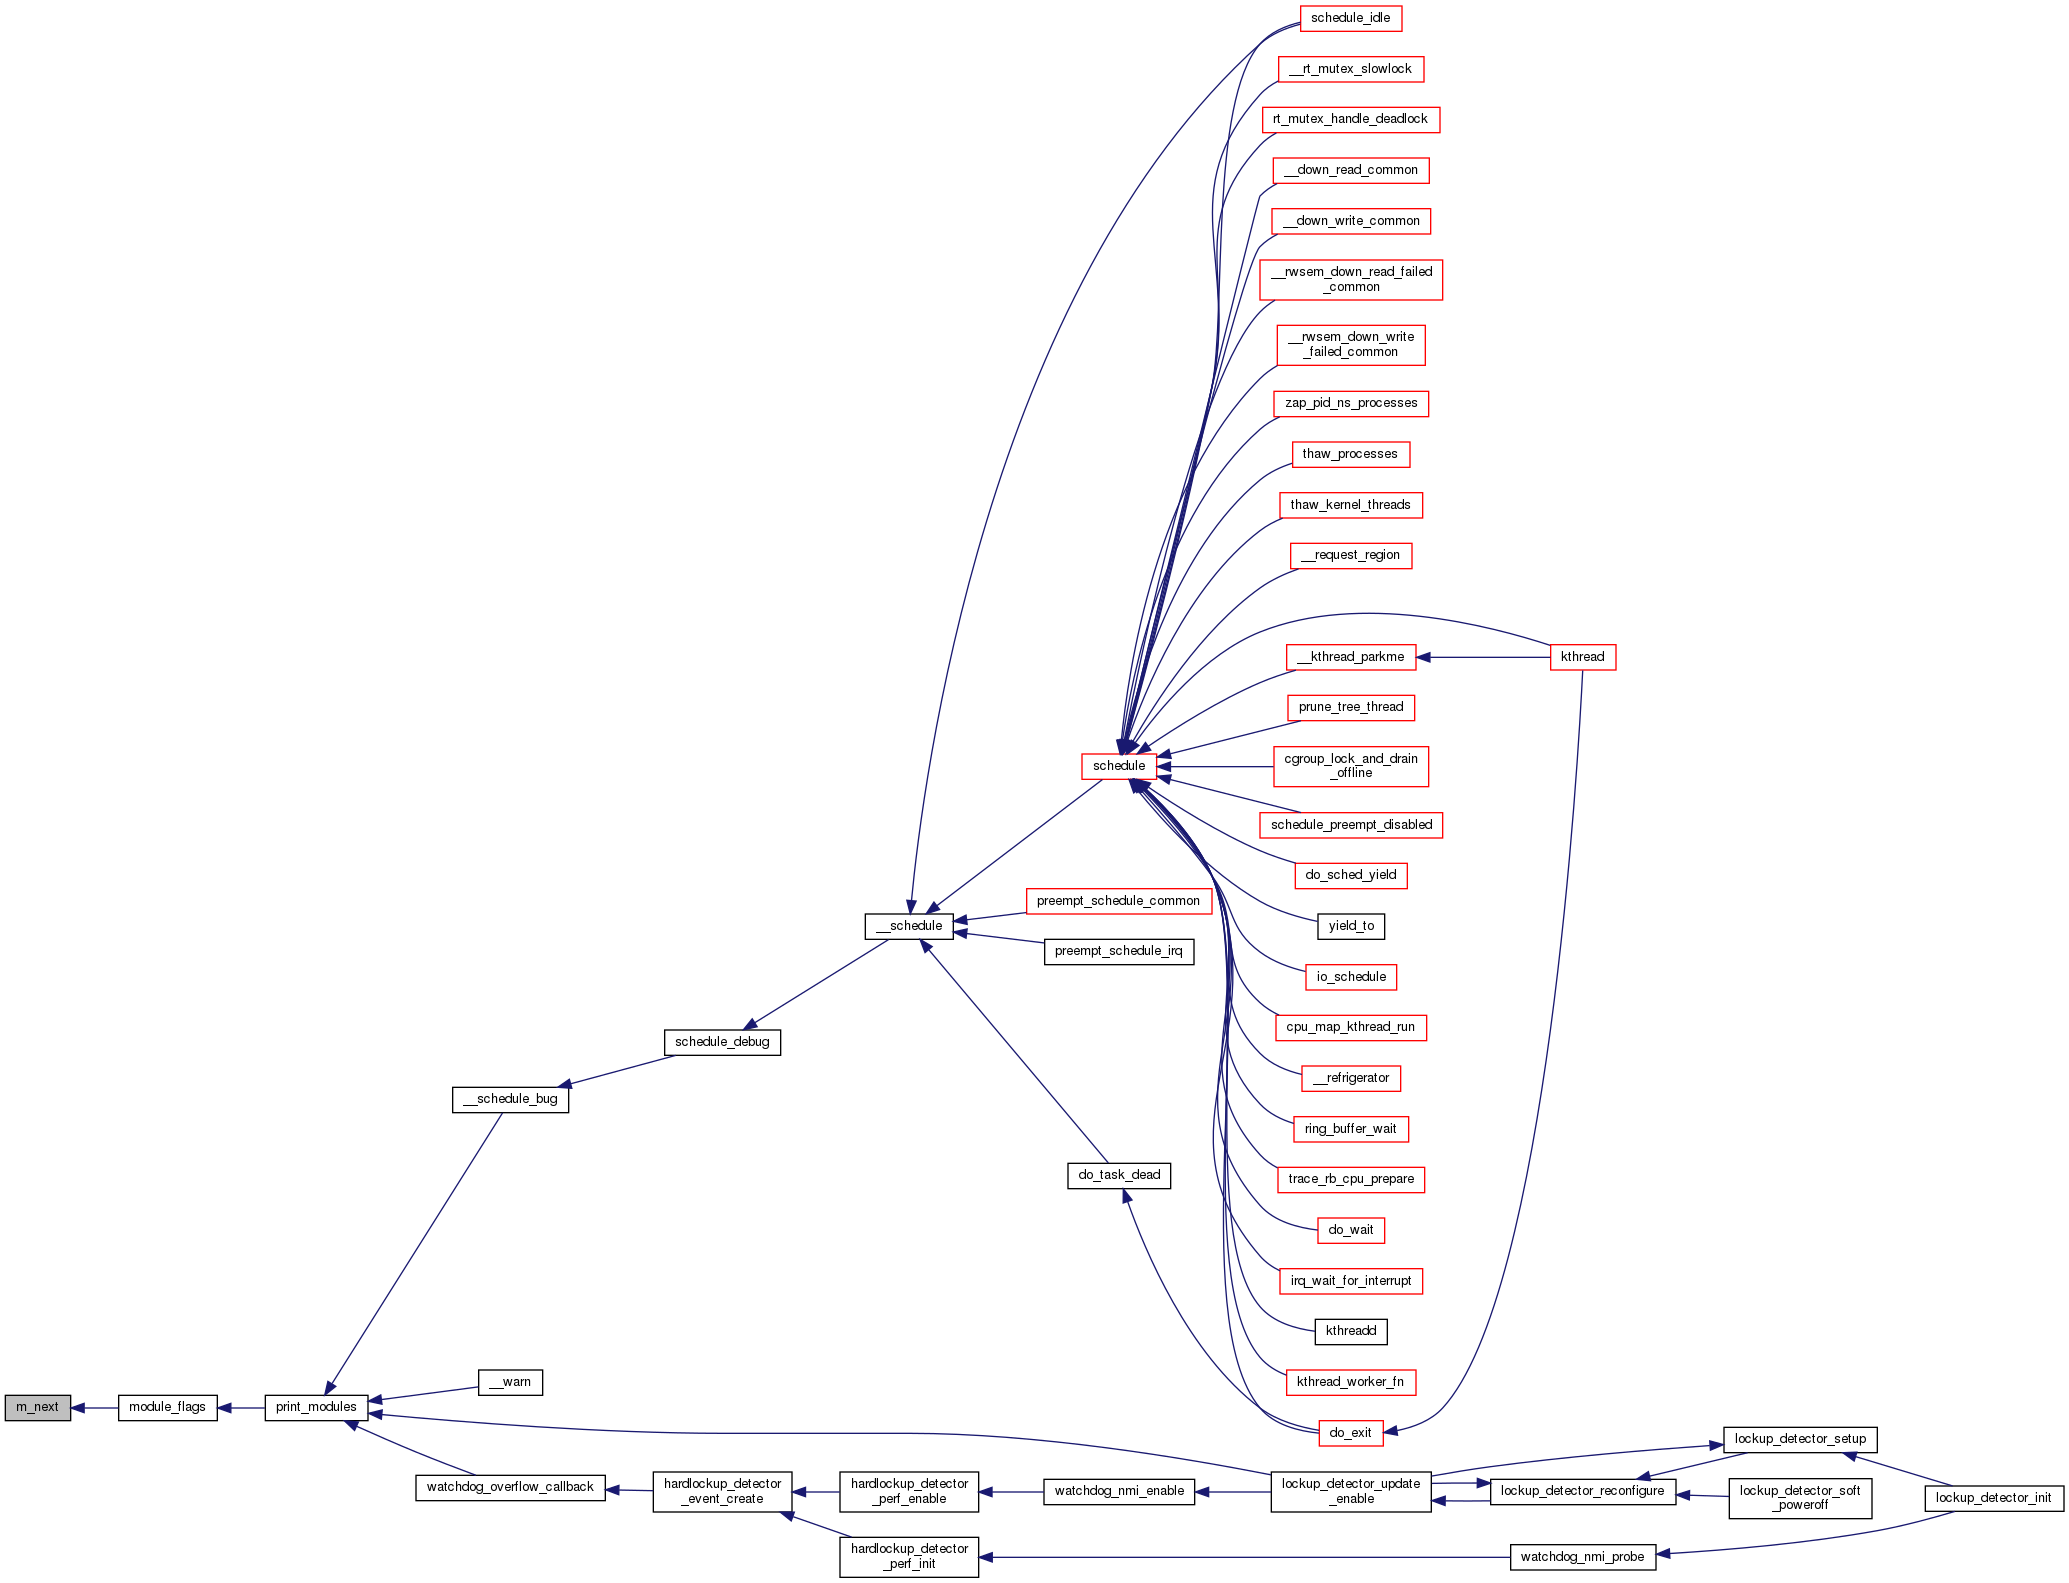 schedule_idle
__rt_mutex_slowlock
rt_mutex_handle_deadlock
__down_read_common
__down_write_common
__rwsem_down_read_failed
_common
__rwsem_down_write
_failed_common
zap_pid_ns_processes
thaw_processes
thaw_kernel_threads
__request_region
__kthread_parkme
kthread
prune_tree_thread
schedule
cgroup_lock_and_drain
_offline
schedule_preempt_disabled
do_sched_yield
preempt_schedule_common
__schedule
yield_to
preempt_schedule_irq
io_schedule
cpu_map_kthread_run
schedule_debug
__refrigerator
__schedule_bug
ring_buffer_wait
do_task_dead
trace_rb_cpu_prepare
do_wait
irq_wait_for_interrupt
kthreadd
__warn
kthread_worker_fn
m_next
module_flags
print_modules
do_exit
lockup_detector_setup
watchdog_overflow_callback
hardlockup_detector
_event_create
hardlockup_detector
_perf_enable
watchdog_nmi_enable
lockup_detector_update
_enable
lockup_detector_reconfigure
lockup_detector_soft
_poweroff
lockup_detector_init
hardlockup_detector
_perf_init
watchdog_nmi_probe